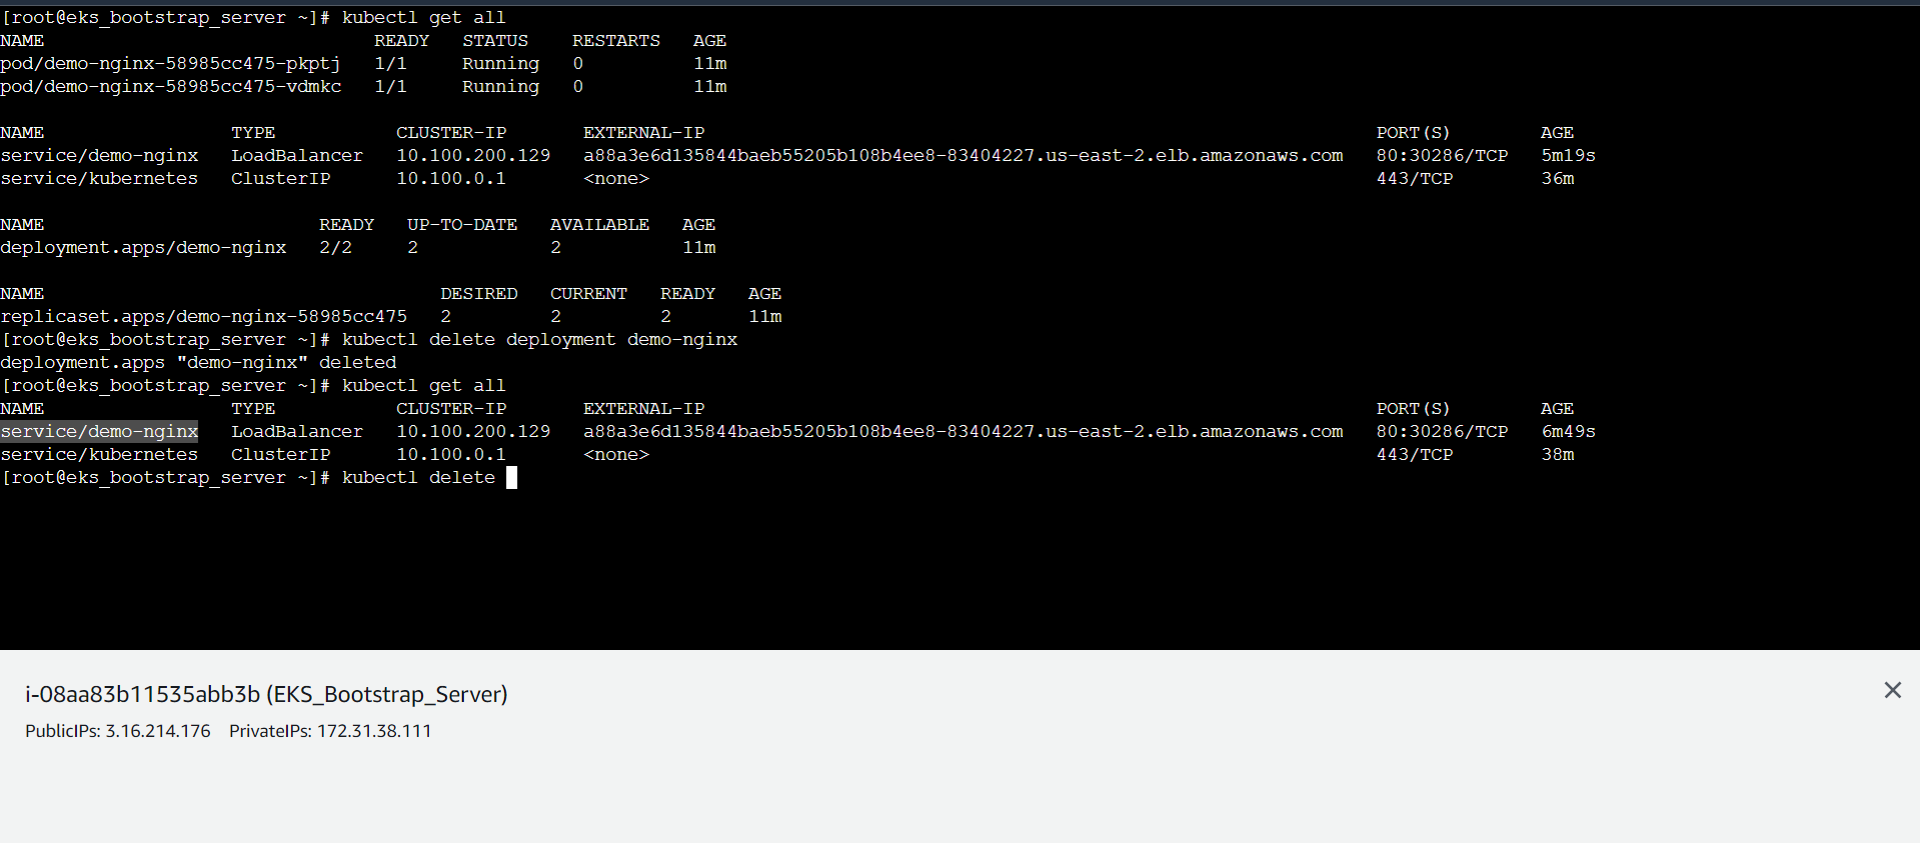 [root@eks_bootstrap_server ~]# kubectl get all
NAME READY STATUS RESTARTS AGE
pod/demo-nginx-58985cc475-pkptj 1/1 Running 0 11m
pod/demo-nginx-58985cc475-vdmkc 1/1 Running 0 11m
NAME TYPE CLUSTER-IP EXTERNAL-IP PORT(S) AGE
service/demo-nginx LoadBalancer 10.100.200.129 a88a3e6d135844baeb55205b108b4ee8-83404227.us-east-2.elb.amazonaws.com 80:30286/TCP 5m19s
service/kubernetes ClusterIP 10.100.0.1 <none> 443/TCP 36m
NAME READY UP-TO-DATE AVAILABLE AGE
deployment.apps/demo-nginx 2/2 2 2 11m
NAME DESIRED CURRENT READY AGE
replicaset.apps/demo-nginx-58985cc475 2 2 2 11m
[root@eks_bootstrap_server ~]# kubectl delete deployment demo-nginx
deployment.apps "demo-nginx" deleted
[root@eks_bootstrap_server ~]# kubectl get all
NAME TYPE CLUSTER-IP EXTERNAL-IP PORT(S) AGE
service/demo-nginx LoadBalancer 10.100.200.129 a88a3e6d135844baeb55205b108b4ee8-83404227.us-east-2.elb.amazonaws.com 80:30286/TCP 6m49s
service/kubernetes ClusterIP 10.100.0.1 <none> 443/TCP 38m
[root@eks_bootstrap_server ~]# kubectl delete
i-08aa83b11535abb3b (EKS_Bootstrap_Server)
PublicIPs: 3.16.214.176 PrivateIPs: 172.31.38.111